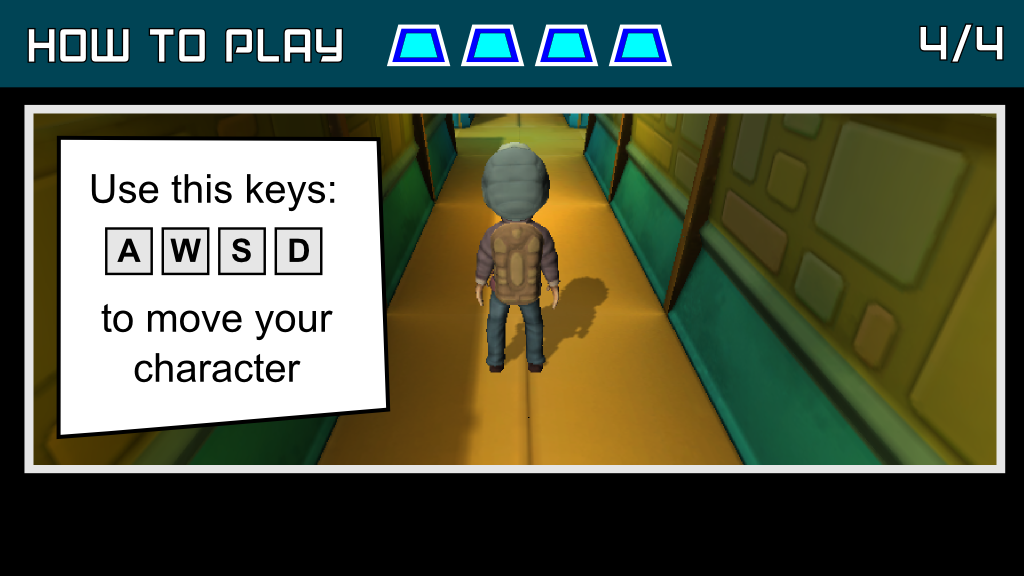 HOW TO PLAY 4/4
Use this keys:
A W S D
to move your
character